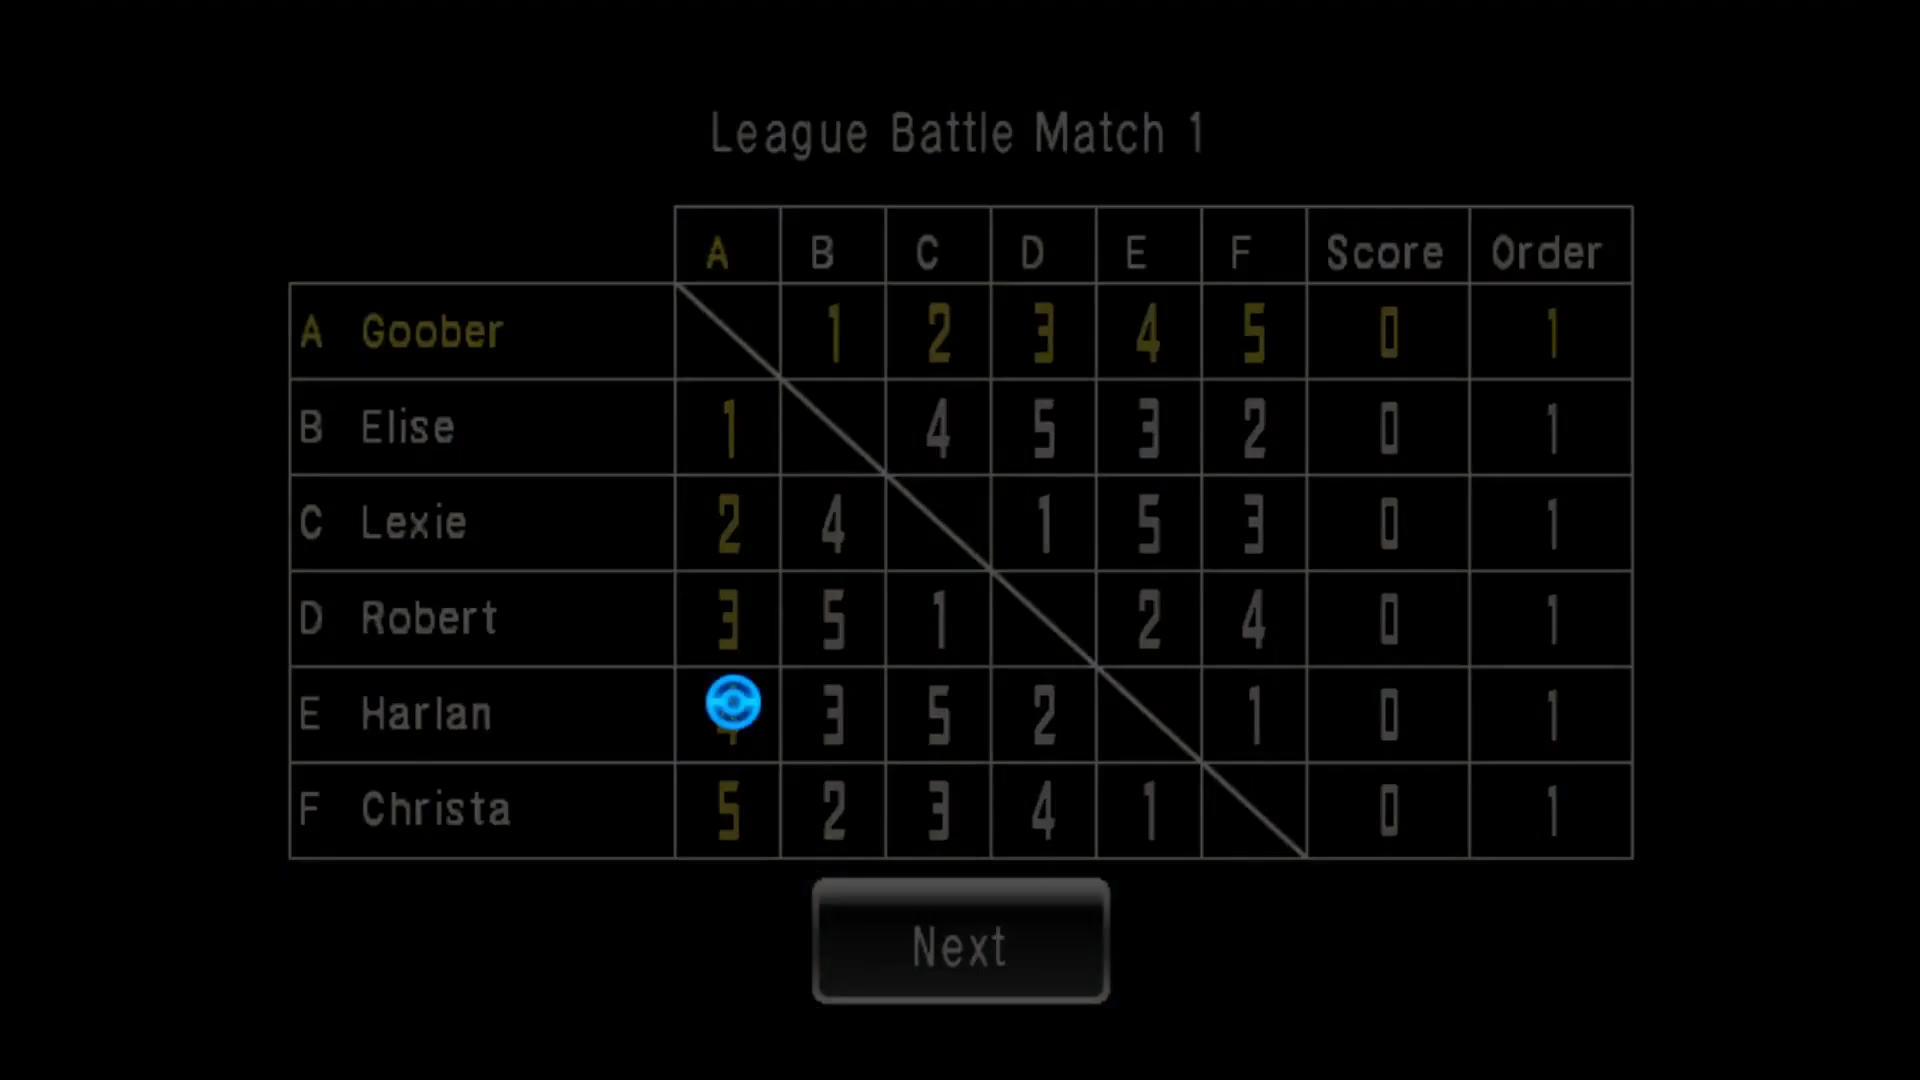 League Battle Match 1
A B C D E F Score Order
A Goober 1 2 3 4 5 0 1
B Elise 1 4 5 3 2 0 1
C Lexie 2 4 1 5 3 0 1
D Robert 3 5 1 2 4 0 1
E Harlan 3 5 2 1 0 1
F Christa 5 2 3 4 1 0 1
Next